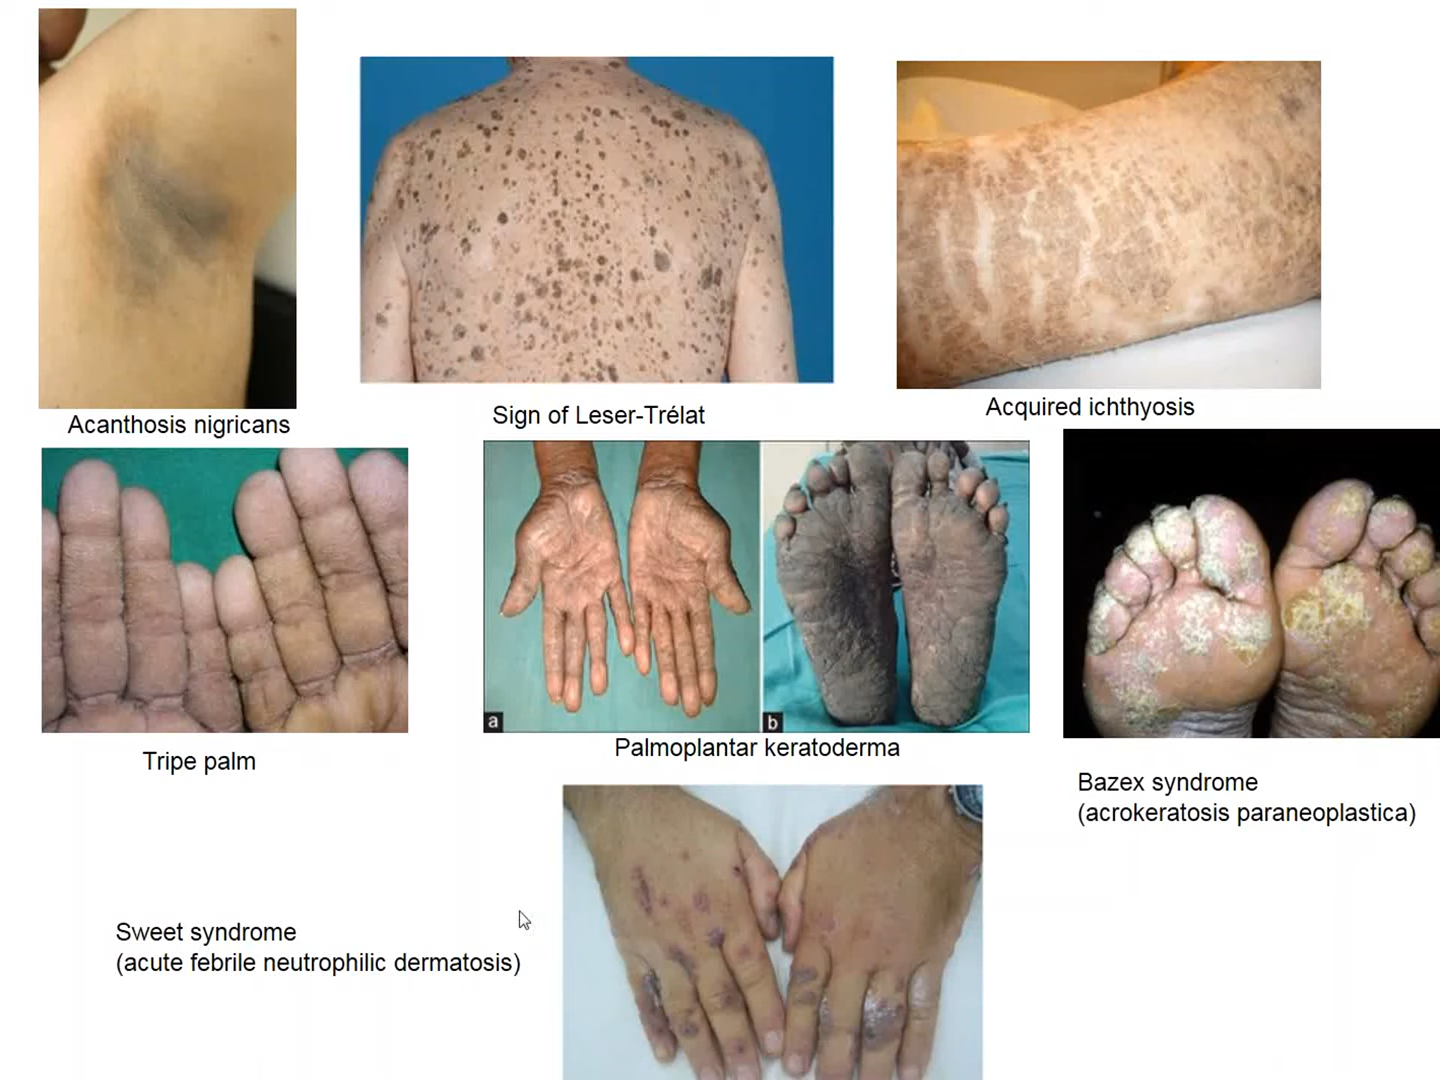 Acanthosis nigricans
Sign of Leser-Trélat
Acquired ichthyosis
Tripe palm
a
b
Palmoplantar keratoderma
Bazex syndrome
(acrokeratosis paraneoplastica)
Sweet syndrome
(acute febrile neutrophilic dermatosis)